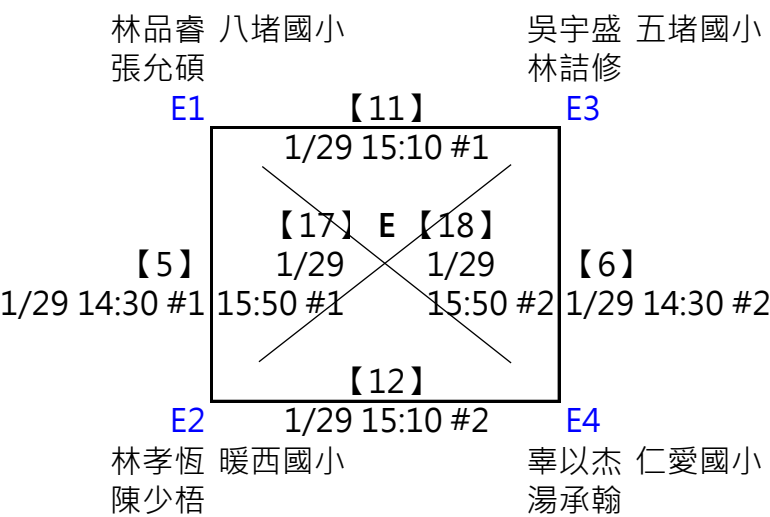 林品睿 八堵國小 吳宇盛 五堵國小
張允碩 林詰修
E1 【11】 E3
1/29 15:10 #1
【17】 E 【18】
【5】 1/29 1/29 【6】
1/29 14:30 #1 15:50 #1 15:50 #2 1/29 14:30 #2
【12】
E2 1/29 15:10 #2 E4
林孝恆 暖西國小 辜以杰 仁愛國小
陳少梧 湯承翰